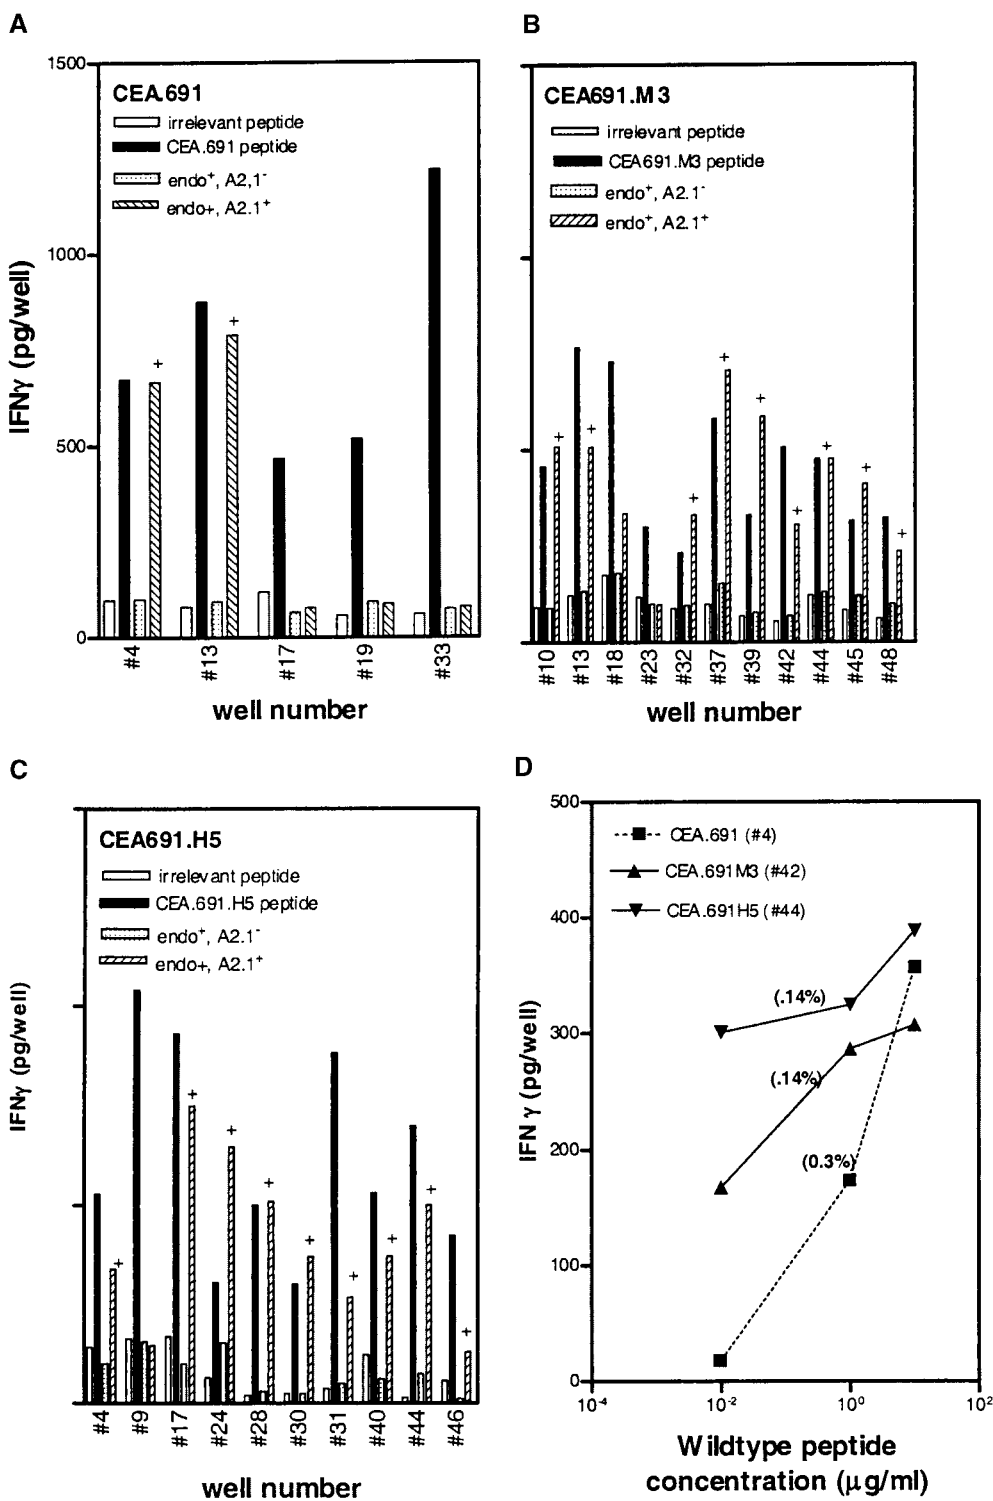 A
1500
1000
500
0
IFNγ (pg/well)
CEA.691
irrelevant peptide
CEA.691 peptide
endo⁺, A2,1⁻
endo+, A2.1⁺
+
+
#4
#13
#17
#19
#33
well number
B
CEA691.M3
irrelevant peptide
CEA691.M3 peptide
endo⁺, A2.1⁻
endo⁺, A2.1⁺
+
+
+
+
+
+
+
+
+
#10
#13
#18
#23
#32
#37
#39
#42
#44
#45
#48
well number
C
CEA691.H5
irrelevant peptide
CEA.691.H5 peptide
endo⁺, A2.1⁻
endo+, A2.1⁺
IFNγ (pg/well)
+
+
+
+
+
+
+
+
+
#4
#9
#17
#24
#28
#30
#31
#40
#44
#46
well number
D
500
400
300
200
100
0
IFN γ (pg/well)
CEA.691 (#4)
CEA.691M3 (#42)
CEA.691H5 (#44)
(.14%)
(.14%)
(0.3%)
10⁻⁴
10⁻²
10⁰
10²
Wildtype peptide
concentration (μg/ml)